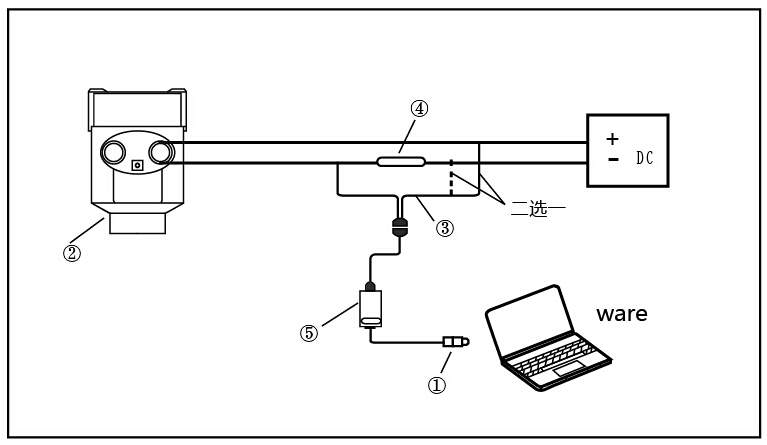 ④
+
- DC
二选一
③
②
ware
⑤
①